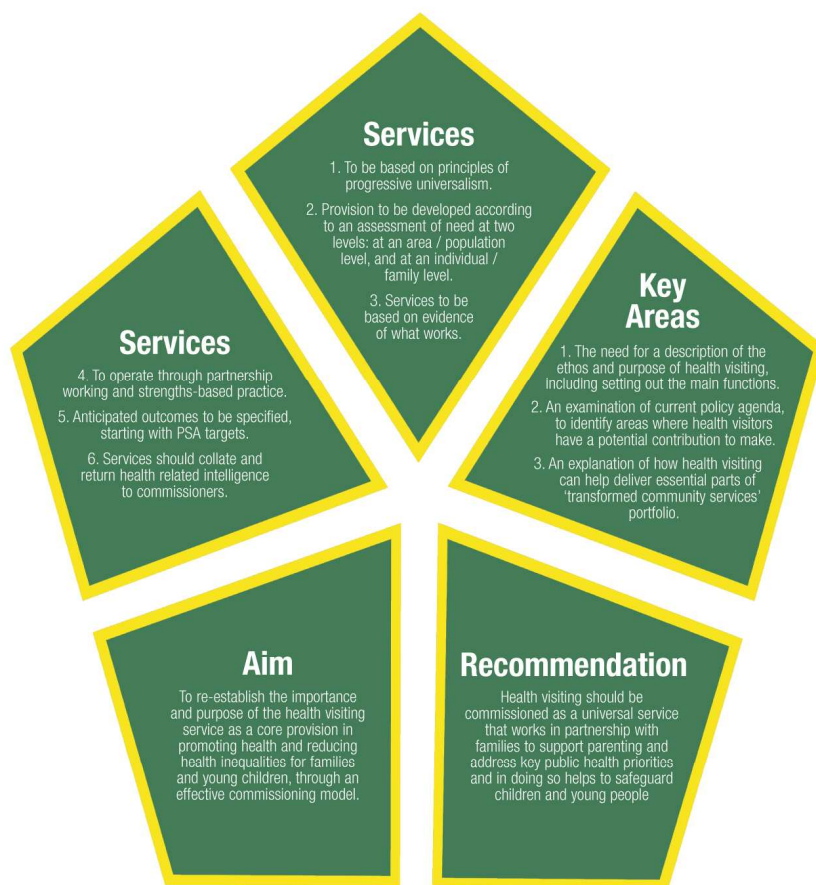 Services
1. To be based on principles of
progressive universalism.
2. Provision to be developed according
to an assessment of need at two
levels: at an area / population
level, and at an individual /
family level.
3. Services to be
based on evidence
of what works.
Services
4. To operate through partnership
working and strengths-based practice.
5. Anticipated outcomes to be specified,
starting with PSA targets.
6. Services should collate and
return health related intelligence
to commissioners.
Key
Areas
1. The need for a description of the
ethos and purpose of health visiting,
including setting out the main functions.
2. An examination of current policy agenda,
to identify areas where health visitors
have a potential contribution to make.
3. An explanation of how health visiting
can help deliver essential parts of
‘transformed community services’
portfolio.
Aim
To re-establish the importance
and purpose of the health visiting
service as a core provision in
promoting health and reducing
health inequalities for families
and young children, through an
effective commissioning model.
Recommendation
Health visiting should be
commissioned as a universal service
that works in partnership with
families to support parenting and
address key public health priorities
and in doing so helps to safeguard
children and young people